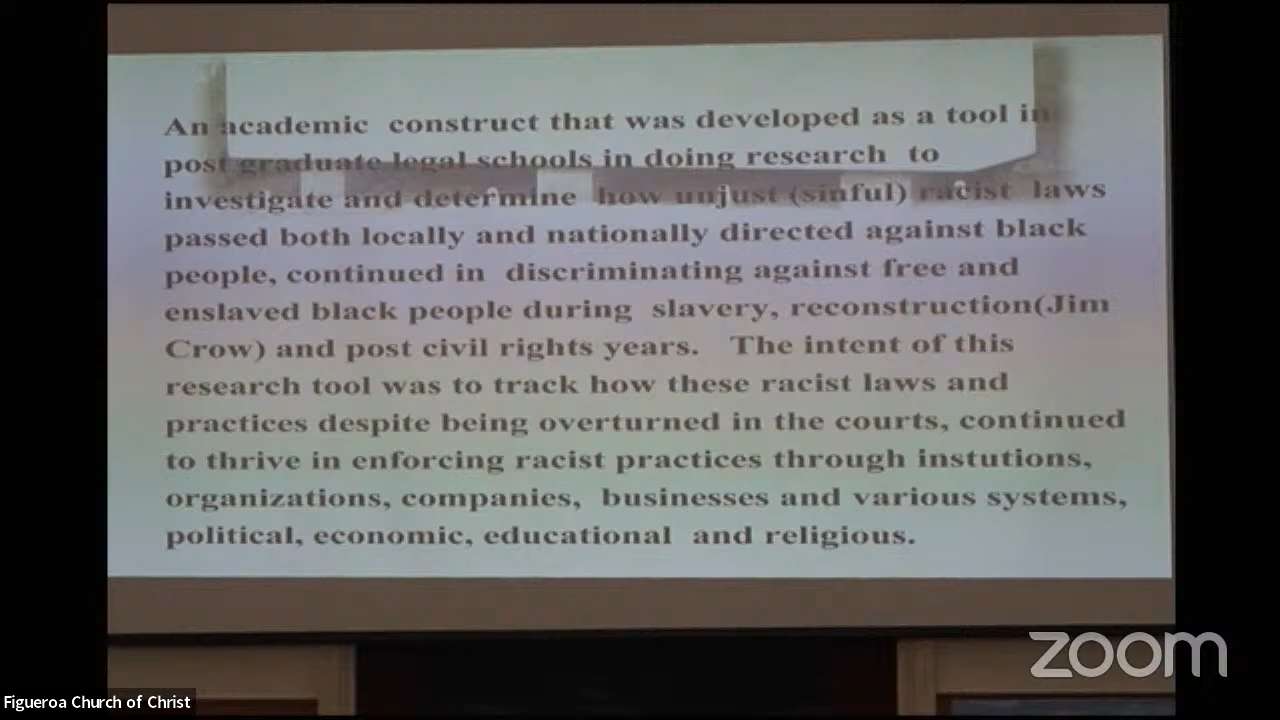 An academic construct that was developed as a tool in
post graduate legal schools in doing research to
investigate and determine how unjust (sinful) racist laws
passed both locally and nationally directed against black
people, continued in discriminating against free and
enslaved black people during slavery, reconstruction(Jim
Crow) and post civil rights years. The intent of this
research tool was to track how these racist laws and
practices despite being overturned in the courts, continued
to thrive in enforcing racist practices through instutions,
organizations, companies, businesses and various systems,
political, economic, educational and religious.
zoom
Figueroa Church of Christ